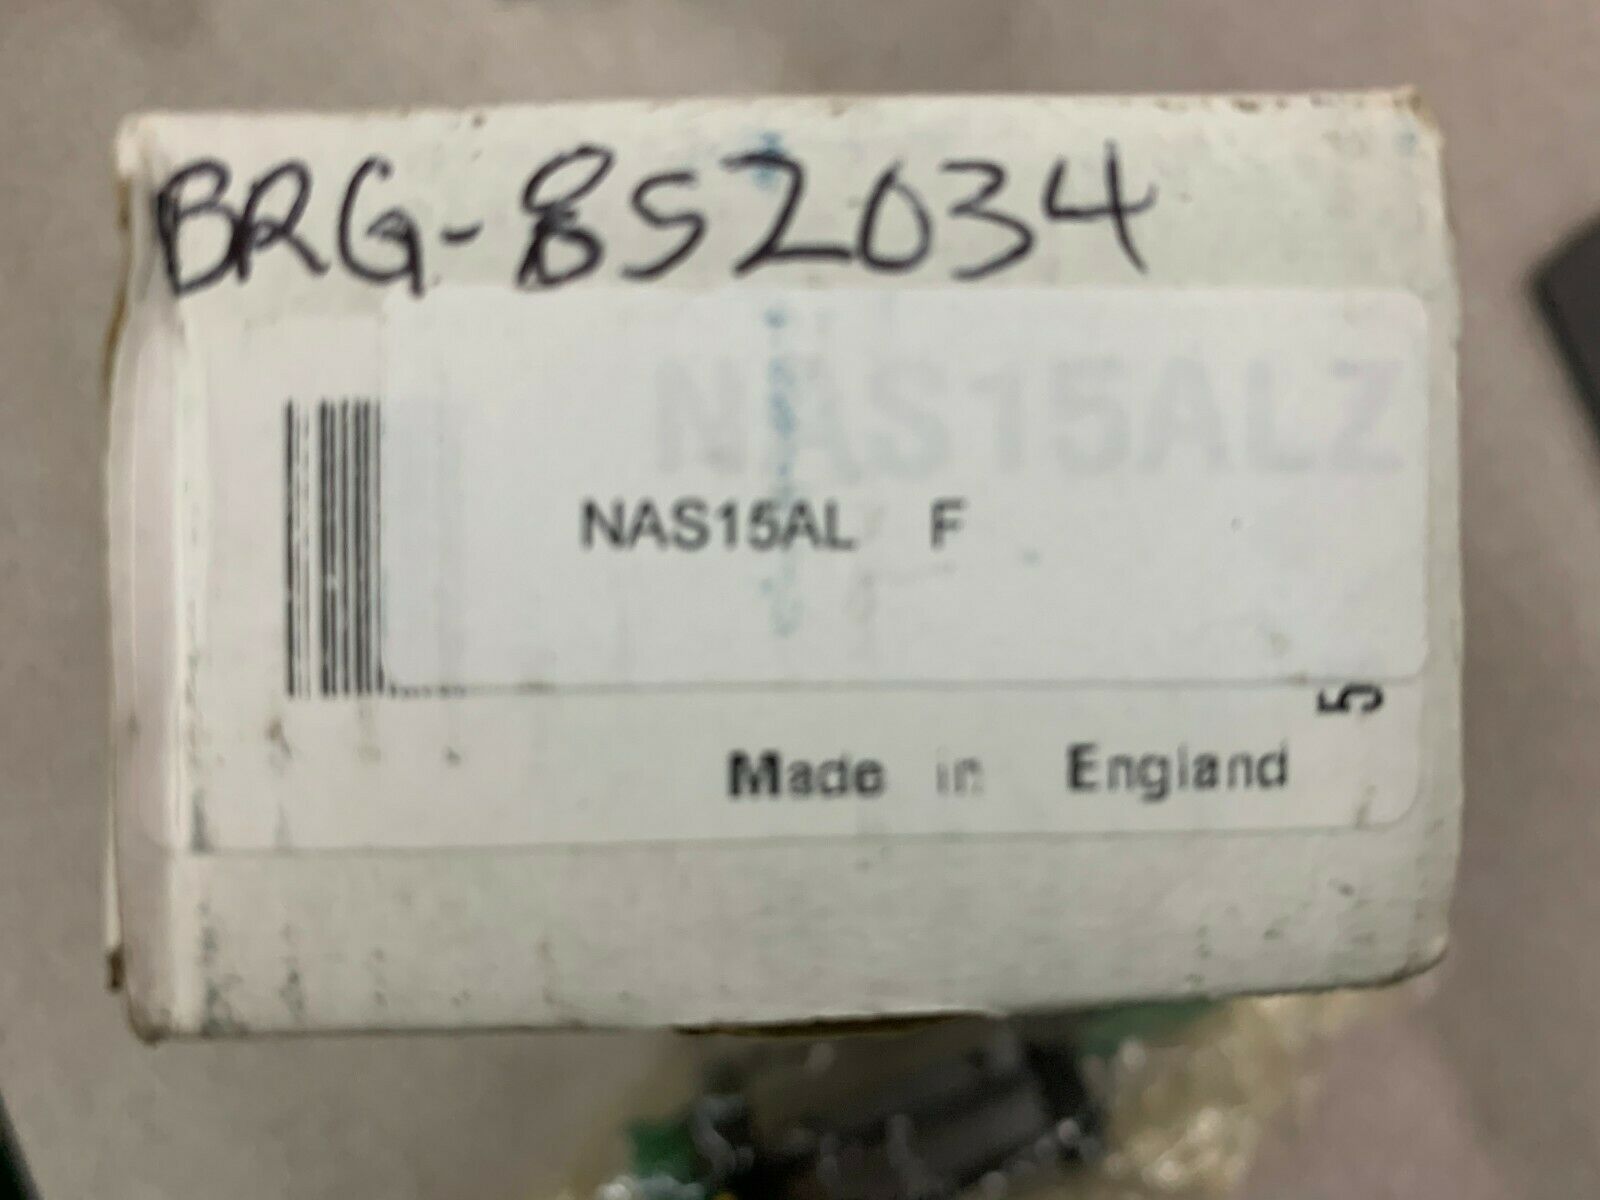 BRG-852034
NAS15ALZ
NAS15AL F
5
Made in England